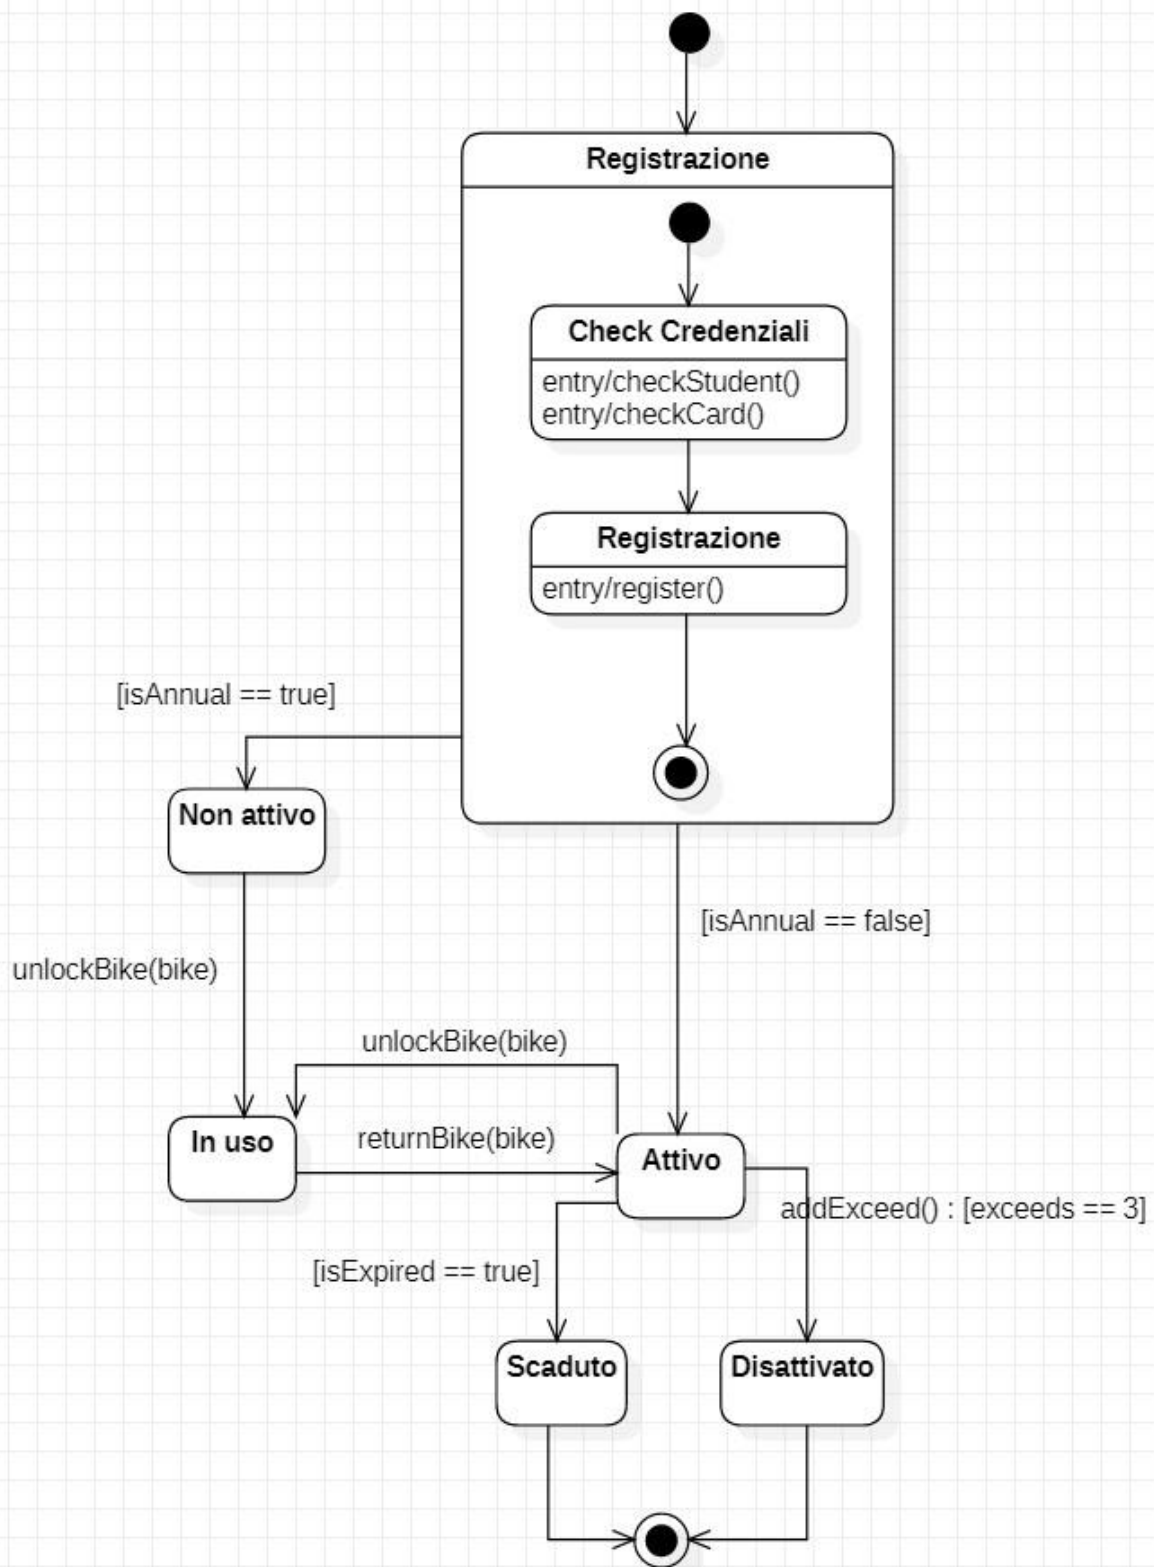 Registrazione
Check Credenziali
entry/checkStudent()
entry/checkCard()
Registrazione
entry/register()
[isAnnual == true]
Non attivo
[isAnnual == false]
unlockBike(bike)
unlockBike(bike)
In uso
returnBike(bike)
Attivo
addExceed() : [exceeds == 3]
[isExpired == true]
Scaduto
Disattivato